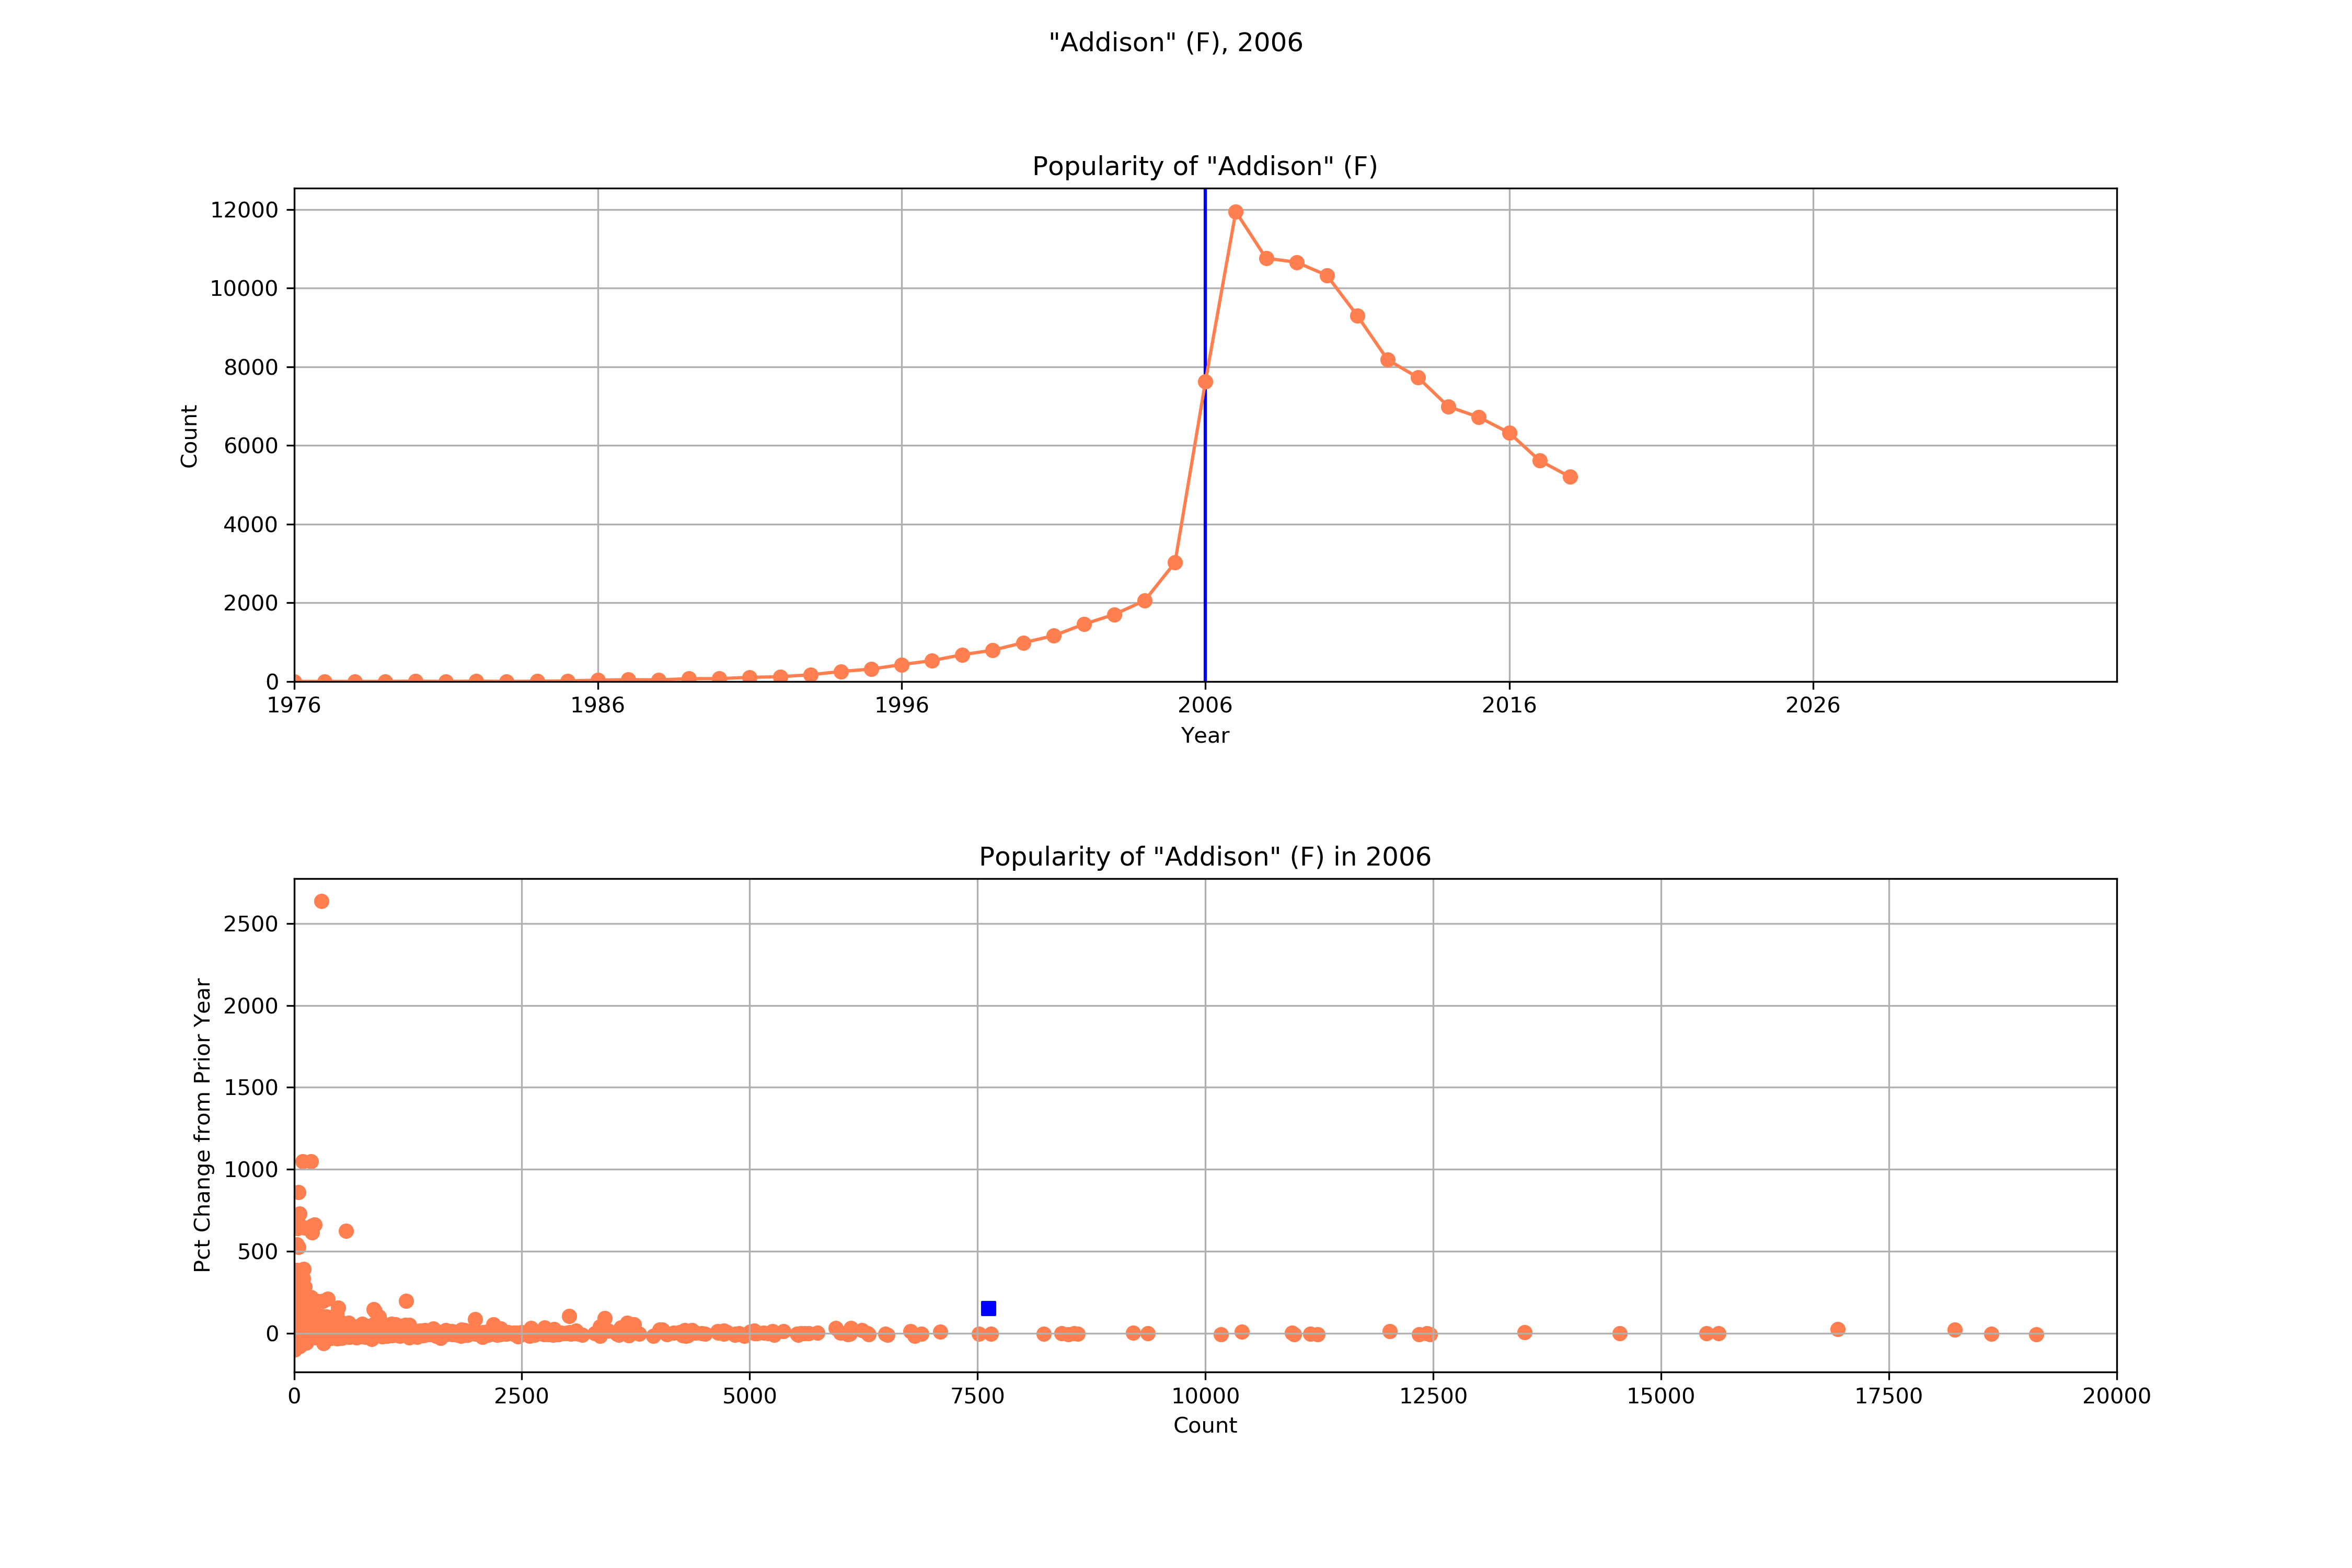 "Addison" (F), 2006
Popularity of "Addison" (F)
12000
10000
8000
6000
4000
2000
0
Count
1976 1986 1996 2006 2016 2026
Year
Popularity of "Addison" (F) in 2006
2500
2000
1500
1000
500
0
Pct Change from Prior Year
0 2500 5000 7500 10000 12500 15000 17500 20000
Count